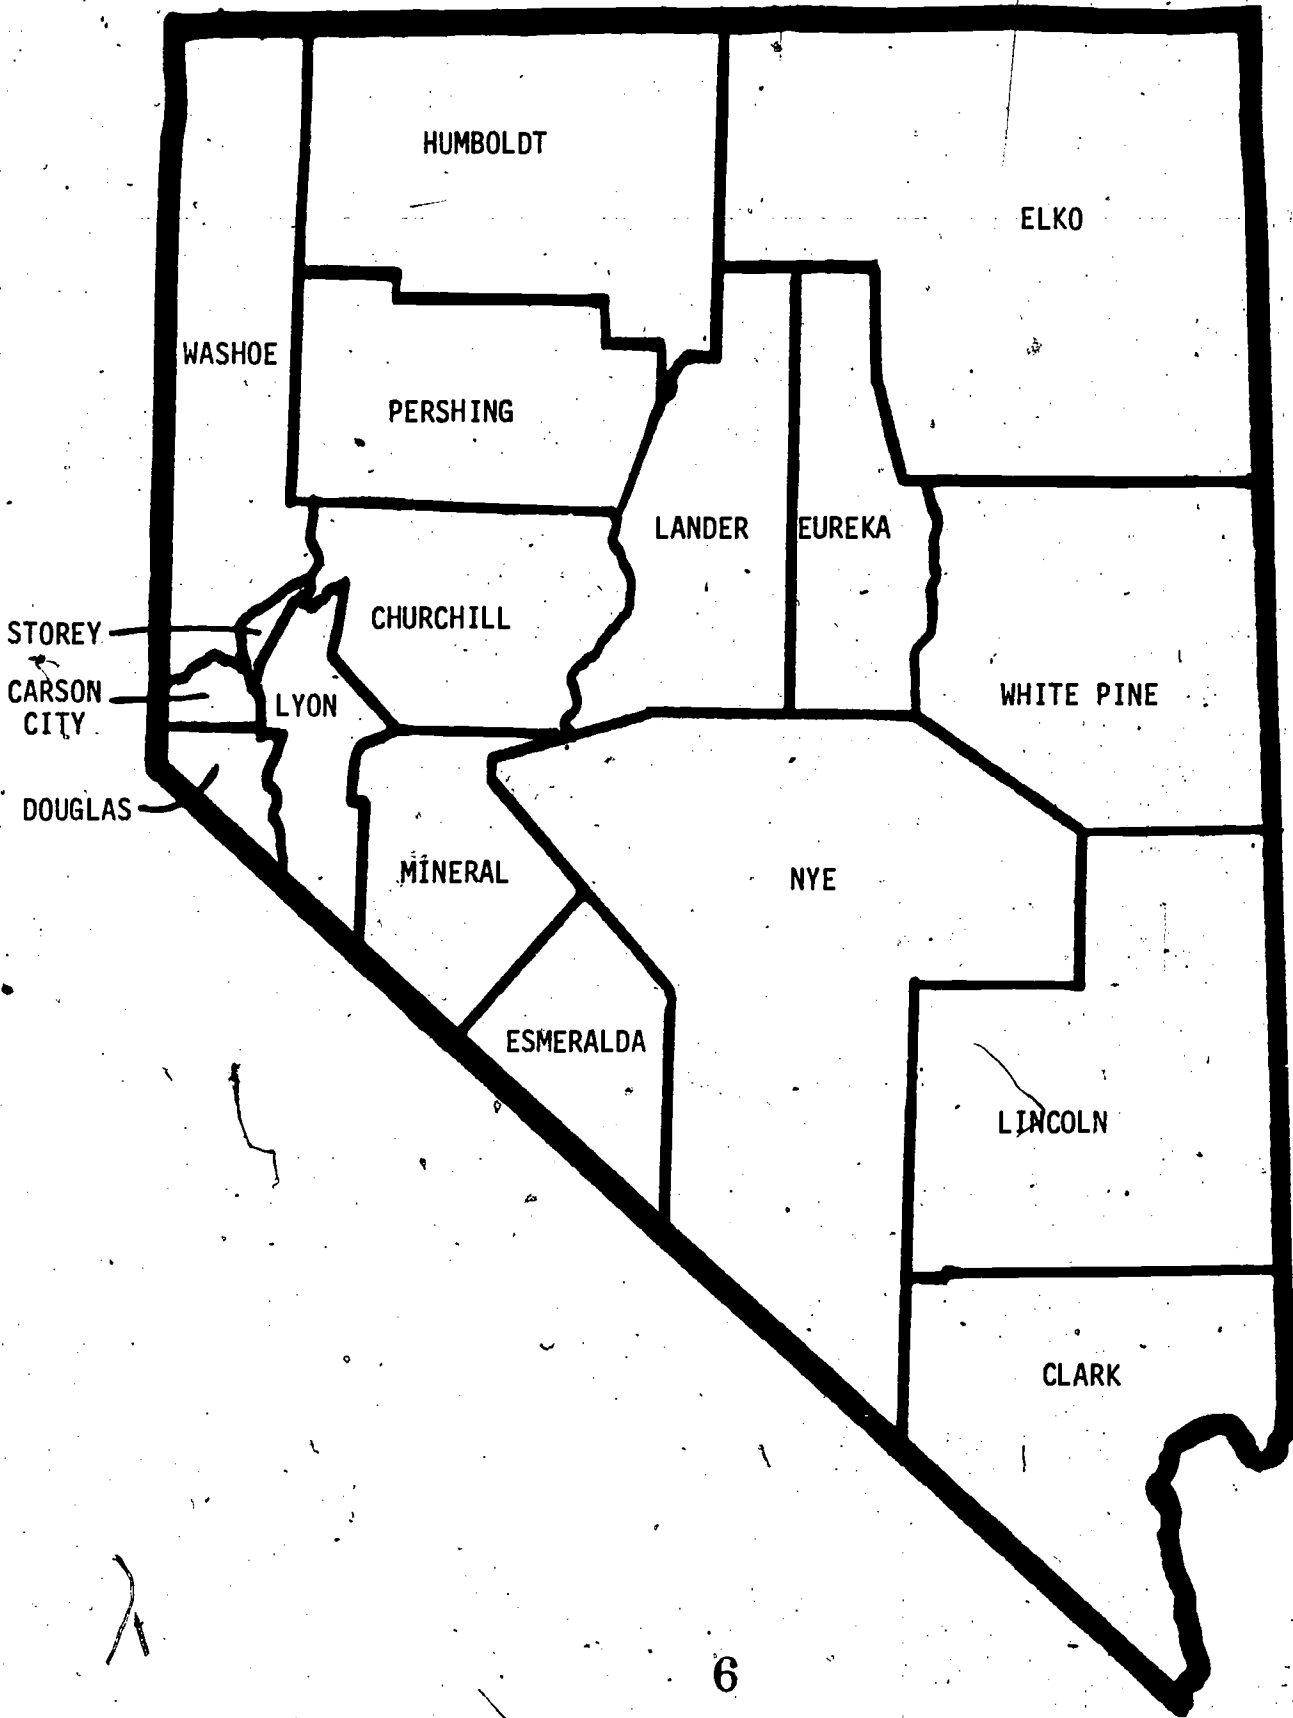 HUMBOLDT
ELKO
WASHOE
PERSHING
LANDER
EUREKA
CHURCHILL
STOREY
CARSON
CITY
LYON
WHITE PINE
DOUGLAS
MINERAL
NYE
ESMERALDA
LINCOLN
CLARK
6